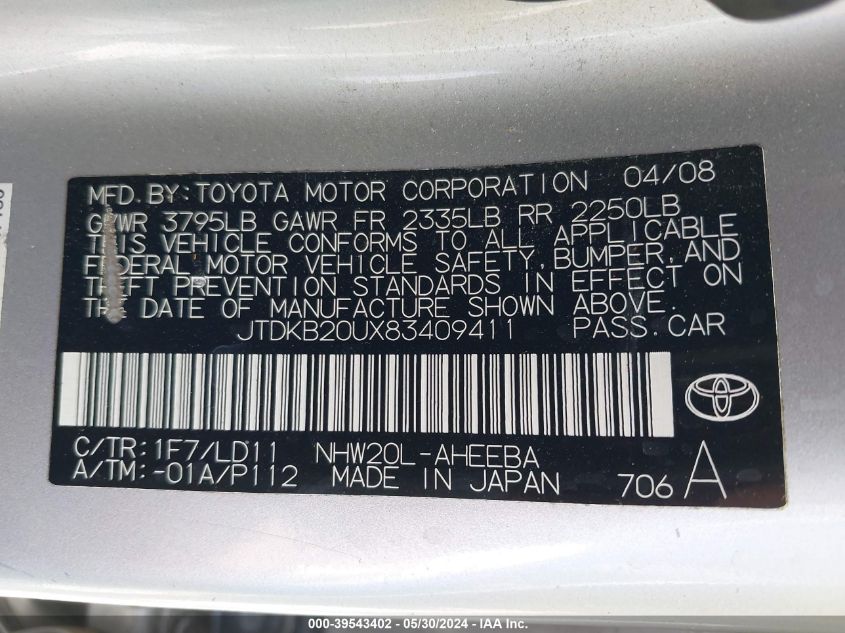 MFD. BY: TOYOTA MOTOR CORPORATION 04/08
GVWR 3795LB GAWR FR 2335LB RR 2250LB
THIS VEHICLE CONFORMS TO ALL APPLICABLE
FEDERAL MOTOR VEHICLE SAFETY, BUMPER, AND
THEFT PREVENTION STANDARDS IN EFFECT ON
THE DATE OF MANUFACTURE SHOWN ABOVE.
JTDKB20UX83409411 PASS. CAR
C/TR: 1F7/LD11 NHW20L-AHEEBA
A/TM: -01A/P112 MADE IN JAPAN 706 A
000-39543402 - 05/30/2024 - IAA Inc.